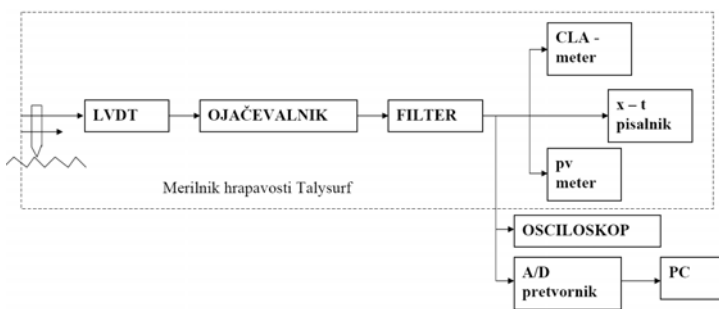 CLA -
meter
LVDT
OJAČEVALNIK
FILTER
x – t
pisalnik
pv
meter
Merilnik hrapavosti Talysurf
OSCILOSKOP
A/D
pretvornik
PC